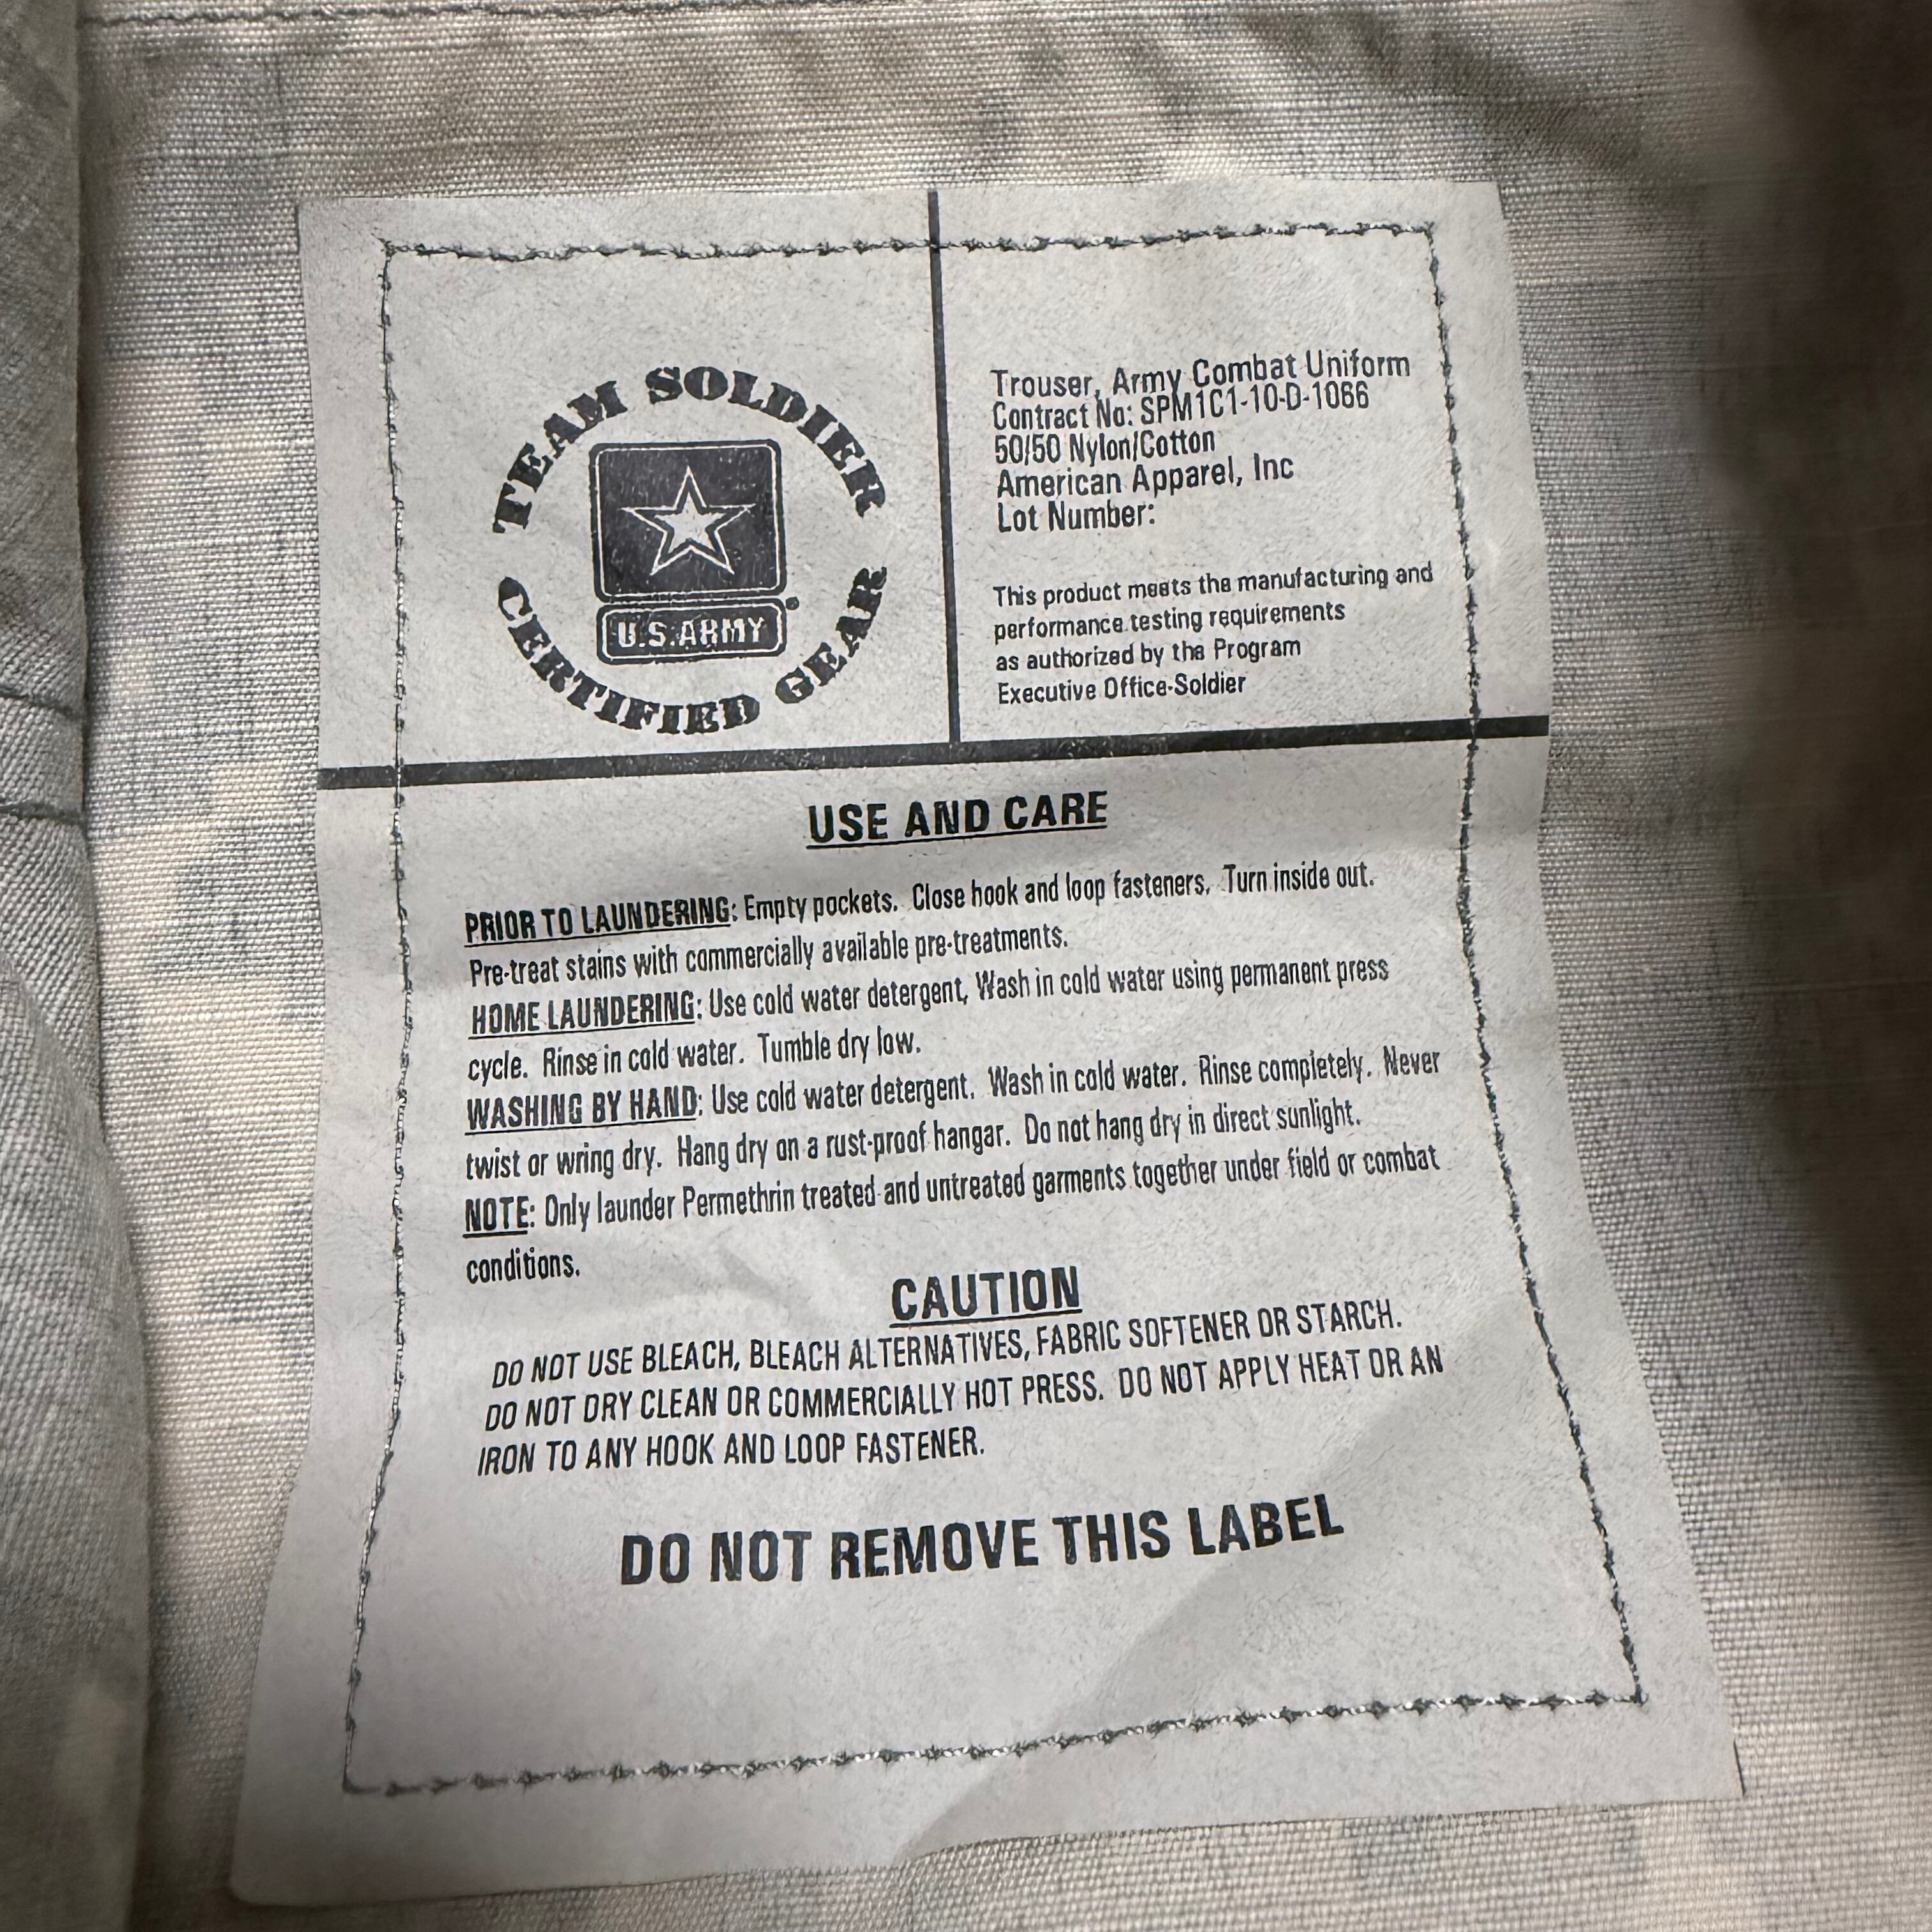 TEAM SOLDIER
U.S.ARMY
CERTIFIED GEAR
Trouser, Army Combat Uniform
Contract No: SPM1C1-10-D-1066
50/50 Nylon/Cotton
American Apparel, Inc
Lot Number:
This product meets the manufacturing and
performance testing requirements
as authorized by the Program
Executive Office-Soldier
USE AND CARE
PRIOR TO LAUNDERING: Empty pockets. Close hook and loop fasteners. Turn inside out.
Pre-treat stains with commercially available pre-treatments.
HOME LAUNDERING: Use cold water detergent, Wash in cold water using permanent press
cycle. Rinse in cold water. Tumble dry low.
WASHING BY HAND: Use cold water detergent. Wash in cold water. Rinse completely. Never
twist or wring dry. Hang dry on a rust-proof hangar. Do not hang dry in direct sunlight.
NOTE: Only launder Permethrin treated and untreated garments together under field or combat
conditions.
CAUTION
DO NOT USE BLEACH, BLEACH ALTERNATIVES, FABRIC SOFTENER OR STARCH.
DO NOT DRY CLEAN OR COMMERCIALLY HOT PRESS. DO NOT APPLY HEAT OR AN
IRON TO ANY HOOK AND LOOP FASTENER.
DO NOT REMOVE THIS LABEL